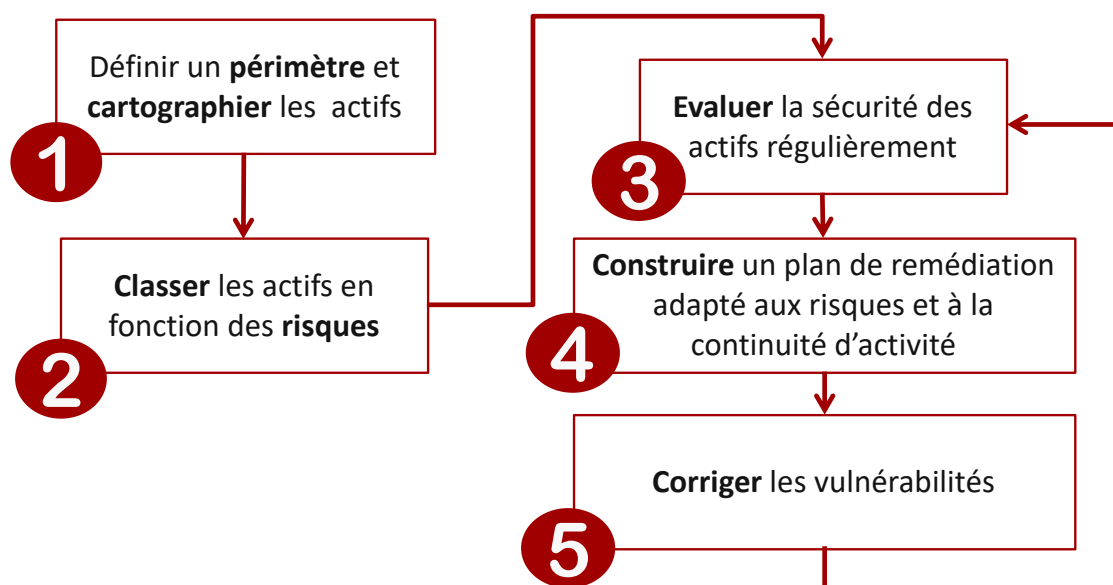 Définir un périmètre et
cartographier les actifs
1
Classer les actifs en
fonction des risques
2
Evaluer la sécurité des
actifs régulièrement
3
Construire un plan de remédiation
adapté aux risques et à la
continuité d’activité
4
Corriger les vulnérabilités
5